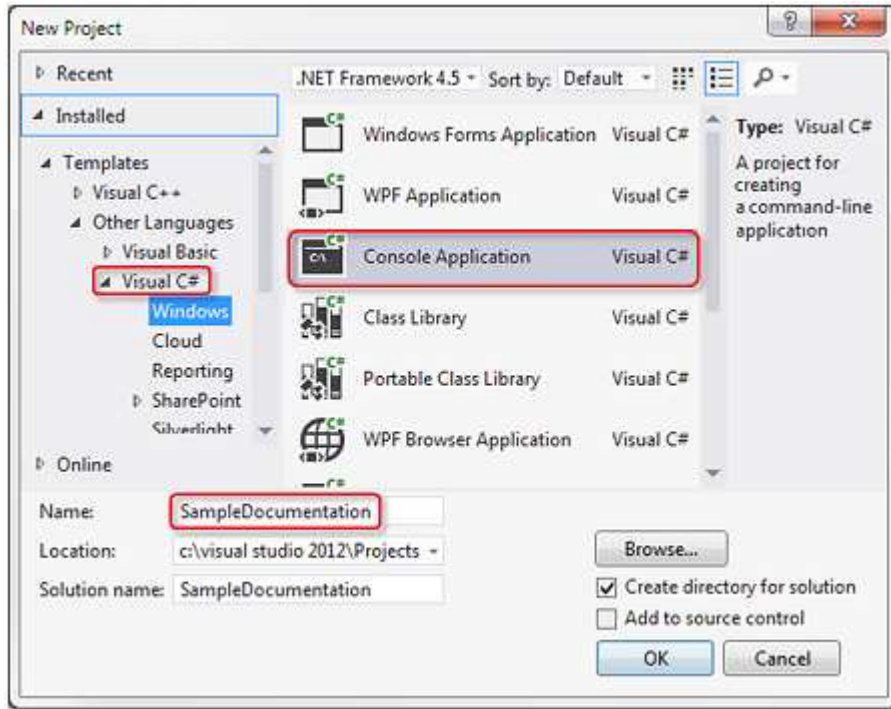 New Project
Recent
Installed
Templates
Visual C++
Other Languages
Visual Basic
Visual C#
Windows
Cloud
Reporting
SharePoint
Silverlight
Online
.NET Framework 4.5 Sort by: Default
Windows Forms Application Visual C#
WPF Application Visual C#
Console Application Visual C#
Class Library Visual C#
Portable Class Library Visual C#
WPF Browser Application Visual C#
Type: Visual C#
A project for
creating
a command-line
application
Name: SampleDocumentation
Location: c:\visual studio 2012\Projects
Browse...
Solution name: SampleDocumentation
Create directory for solution
Add to source control
OK Cancel